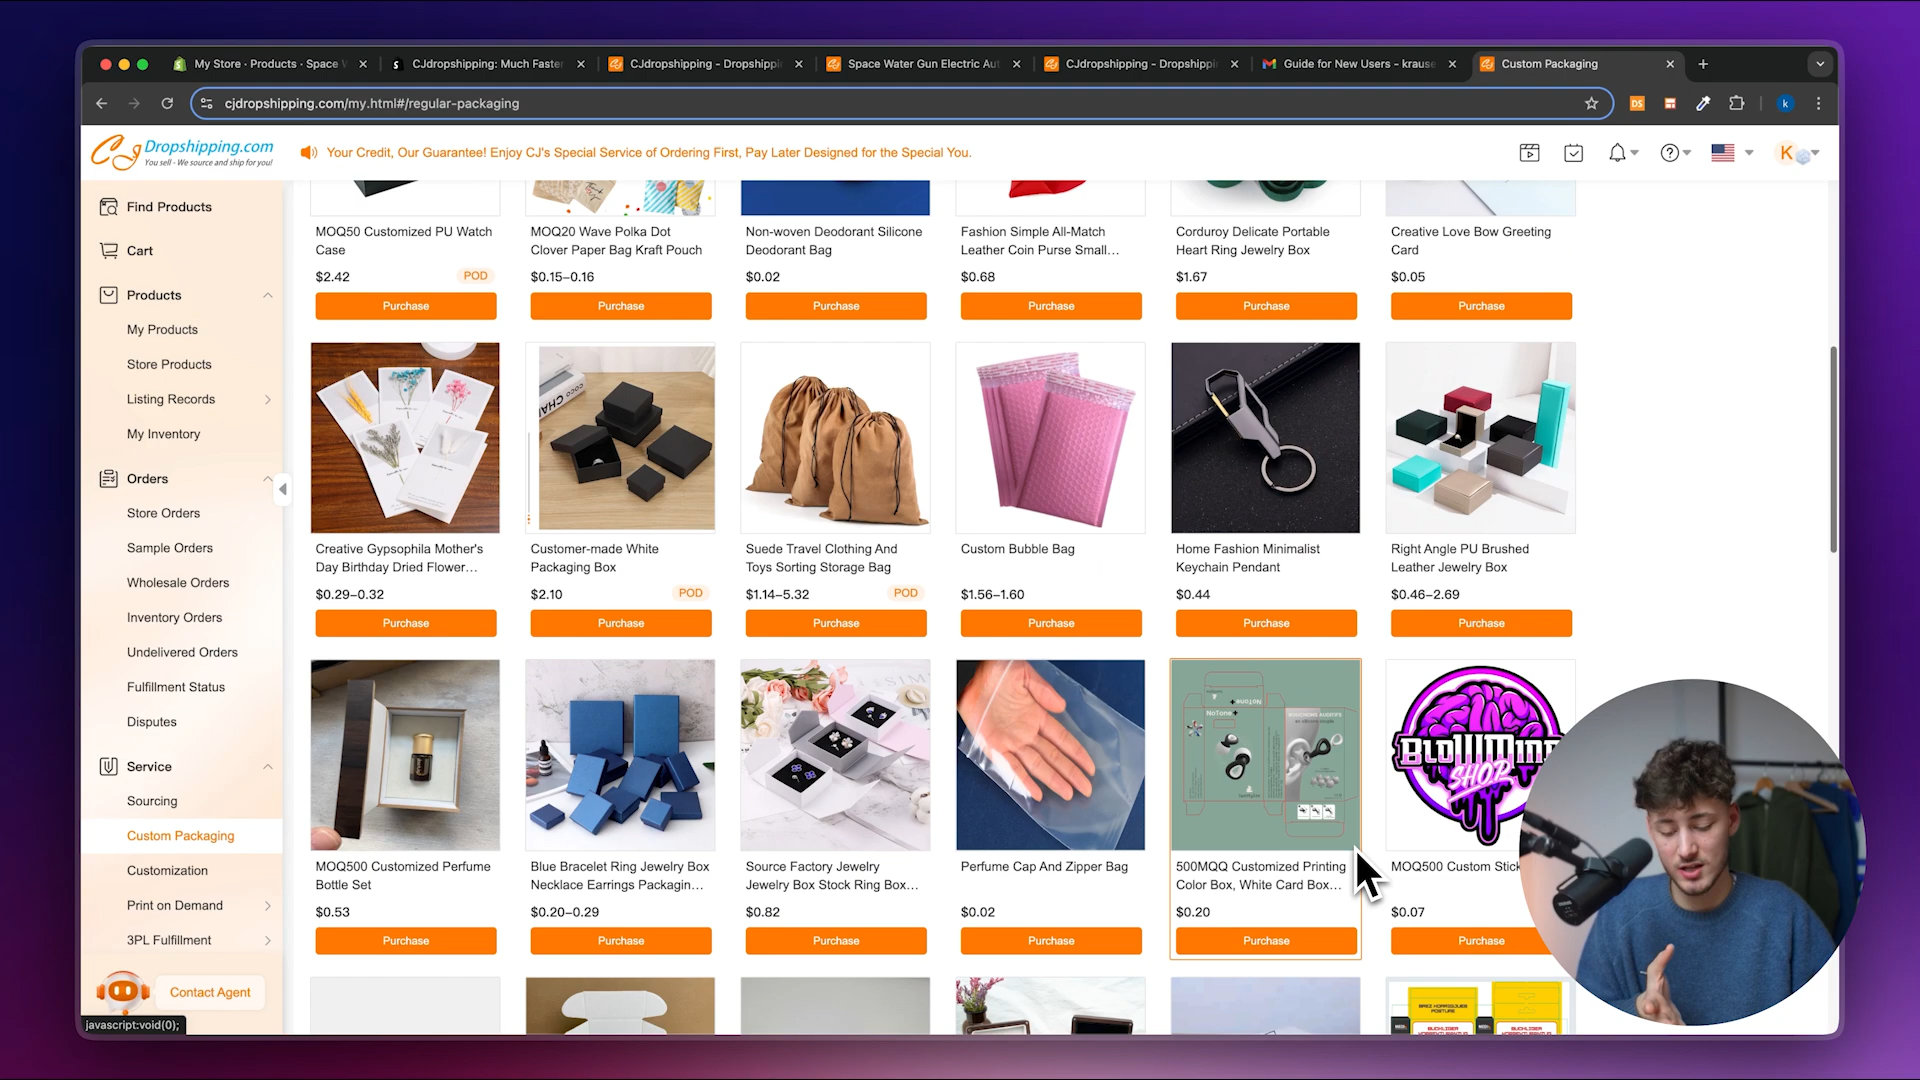 My Store · Products · Space W
CJdropshipping: Much Faster
CJdropshipping - Dropshippin
Space Water Gun Electric Aut
CJdropshipping - Dropshippin
Guide for New Users - krause
Custom Packaging
cjdropshipping.com/my.html#/regular-packaging
DS
k
CJ Dropshipping.com
You sell - We source and ship for you!
Your Credit, Our Guarantee! Enjoy CJ's Special Service of Ordering First, Pay Later Designed for the Special You.
K
Find Products
Cart
Products
My Products
Store Products
Listing Records
My Inventory
Orders
Store Orders
Sample Orders
Wholesale Orders
Inventory Orders
Undelivered Orders
Fulfillment Status
Disputes
Service
Sourcing
Custom Packaging
Customization
Print on Demand
3PL Fulfillment
Contact Agent
javascript:void(0);
MOQ50 Customized PU Watch
Case
$2.42
POD
Purchase
MOQ20 Wave Polka Dot
Clover Paper Bag Kraft Pouch
$0.15–0.16
Purchase
Non-woven Deodorant Silicone
Deodorant Bag
$0.02
Purchase
Fashion Simple All-Match
Leather Coin Purse Small...
$0.68
Purchase
Corduroy Delicate Portable
Heart Ring Jewelry Box
$1.67
Purchase
Creative Love Bow Greeting
Card
$0.05
Purchase
Creative Gypsophila Mother's
Day Birthday Dried Flower...
$0.29–0.32
Purchase
Customer-made White
Packaging Box
$2.10
POD
Purchase
Suede Travel Clothing And
Toys Sorting Storage Bag
$1.14–5.32
POD
Purchase
Custom Bubble Bag
$1.56–1.60
Purchase
Home Fashion Minimalist
Keychain Pendant
$0.44
Purchase
Right Angle PU Brushed
Leather Jewelry Box
$0.46–2.69
Purchase
MOQ500 Customized Perfume
Bottle Set
$0.53
Purchase
Blue Bracelet Ring Jewelry Box
Necklace Earrings Packagin...
$0.20–0.29
Purchase
Source Factory Jewelry
Jewelry Box Stock Ring Box...
$0.82
Purchase
Perfume Cap And Zipper Bag
$0.02
Purchase
NoTone+
500MQQ Customized Printing
Color Box, White Card Box...
$0.20
Purchase
BLOWMIND
SHOP
MOQ500 Custom Stick
$0.07
Purchase